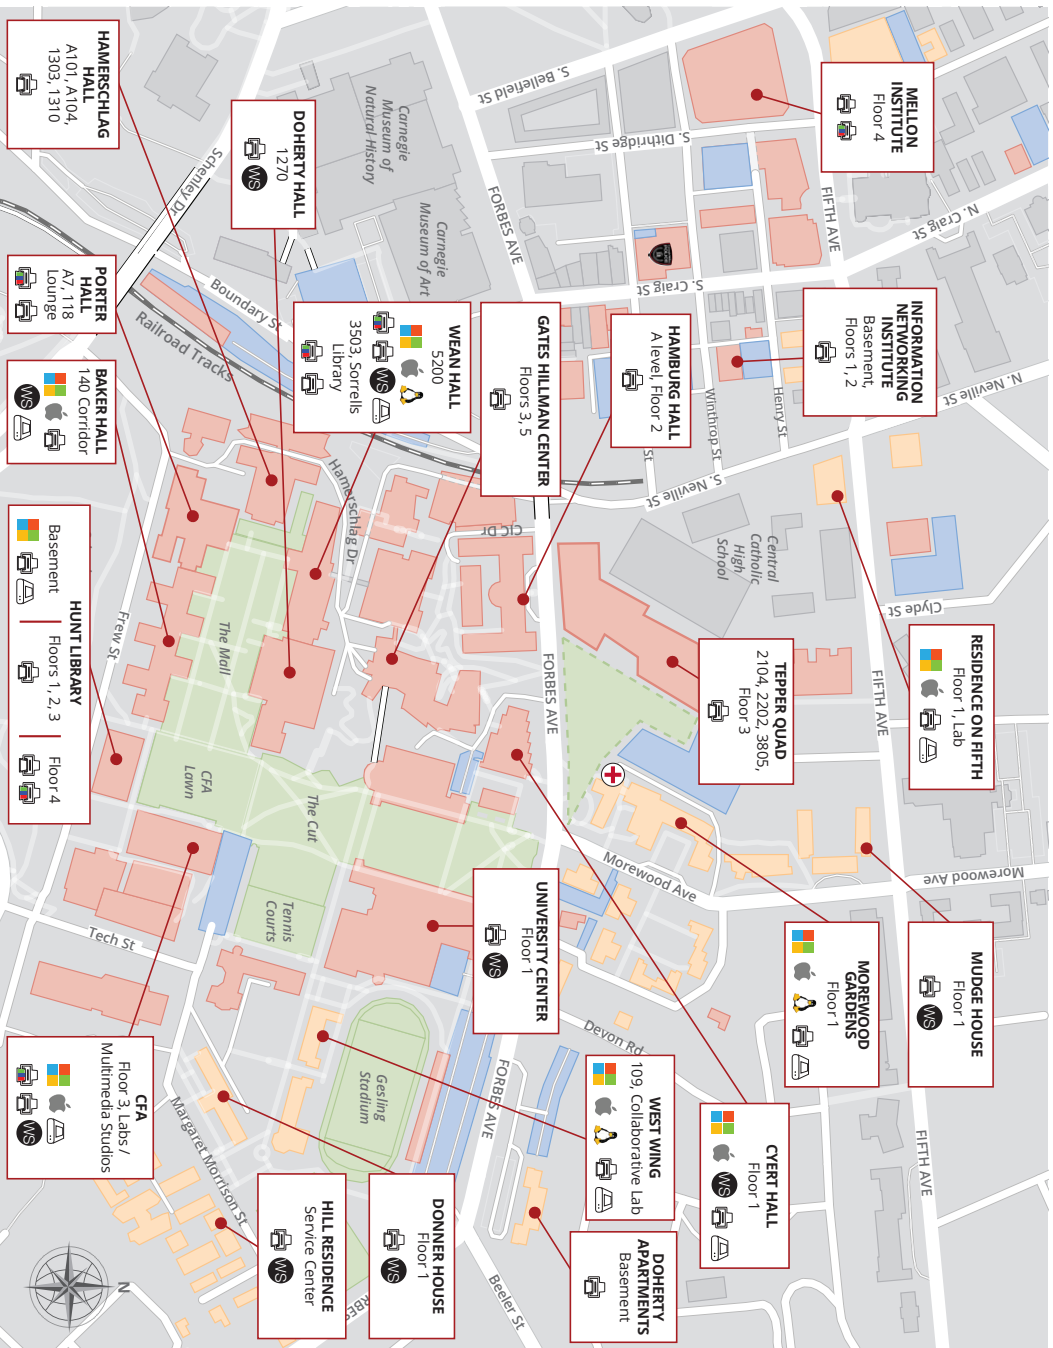 HAMERSCHLAG
HALL
A101, A104,
1303, 1310
DOHERTY HALL
1270
WS
MELLON
INSTITUTE
Floor 4
PORTER
HALL
A7, 118
Lounge
WEAN HALL
5200
WS
3503, Sorrells
Library
GATES HILLMAN CENTER
Floors 3, 5
HAMBURG HALL
A level, Floor 2
INFORMATION
NETWORKING
INSTITUTE
Basement,
Floors 1, 2
BAKER HALL
140 Corridor
WS
HUNT LIBRARY
Basement
Floors 1, 2, 3
Floor 4
TEPPER QUAD
2104, 2202, 3805,
Floor 3
RESIDENCE ON FIFTH
Floor 1, Lab
UNIVERSITY CENTER
Floor 1
WS
MOREWOOD
GARDENS
Floor 1
MUDGE HOUSE
Floor 1
WS
CFA
Floor 3, Labs /
Multimedia Studios
WS
WEST WING
109, Collaborative Lab
CYERT HALL
Floor 1
WS
HILL RESIDENCE
Service Center
WS
DONNER HOUSE
Floor 1
WS
DOHERTY
APARTMENTS
Basement
Carnegie
Museum of
Natural History
Carnegie
Museum of Art
Central
Catholic
High
School
The Mall
CFA
Lawn
The Cut
Tennis
Courts
Gesling
Stadium
S. Bellefield St
S. Dithridge St
S. Craig St
N. Craig St
FORBES AVE
FIFTH AVE
Schenley Dr
Boundary St
Railroad Tracks
Winthrop St
Henry St
St
S. Neville St
N. Neville St
Hamerschlag Dr
CIC Dr
Clyde St
Frew St
FORBES AVE
FIFTH AVE
Morewood Ave
Morewood Ave
Tech St
Devon Rd
FORBES AVE
FIFTH AVE
Margaret Morrison St
Beeler St
RBES
N